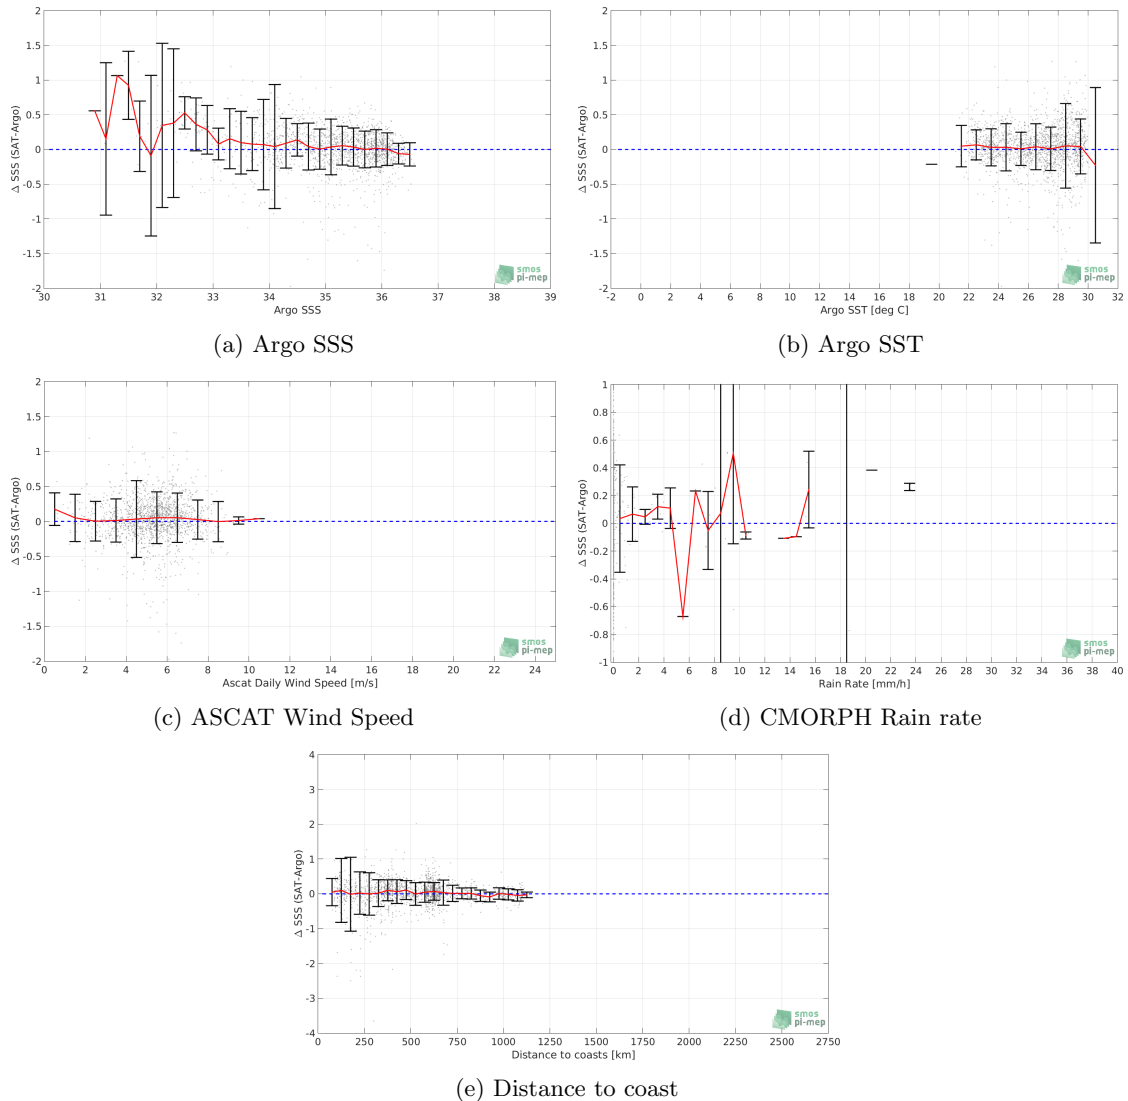 2
1.5
1
0.5
0
-0.5
-1
-1.5
-2
30 31 32 33 34 35 36 37 38 39
Δ SSS (SAT-Argo)
Argo SSS
smos
pi-mep
(a) Argo SSS
2
1.5
1
0.5
0
-0.5
-1
-1.5
-2
-2 0 2 4 6 8 10 12 14 16 18 20 22 24 26 28 30 32
Δ SSS (SAT-Argo)
Argo SST [deg C]
smos
pi-mep
(b) Argo SST
2
1.5
1
0.5
0
-0.5
-1
-1.5
-2
0 2 4 6 8 10 12 14 16 18 20 22 24
Δ SSS (SAT-Argo)
Ascat Daily Wind Speed [m/s]
smos
pi-mep
(c) ASCAT Wind Speed
1
0.8
0.6
0.4
0.2
0
-0.2
-0.4
-0.6
-0.8
-1
0 2 4 6 8 10 12 14 16 18 20 22 24 26 28 30 32 34 36 38 40
Δ SSS (SAT-Argo)
Rain Rate [mm/h]
smos
pi-mep
(d) CMORPH Rain rate
4
3
2
1
0
-1
-2
-3
-4
0 250 500 750 1000 1250 1500 1750 2000 2250 2500 2750
Δ SSS (SAT-Argo)
Distance to coasts [km]
smos
pi-mep
(e) Distance to coast